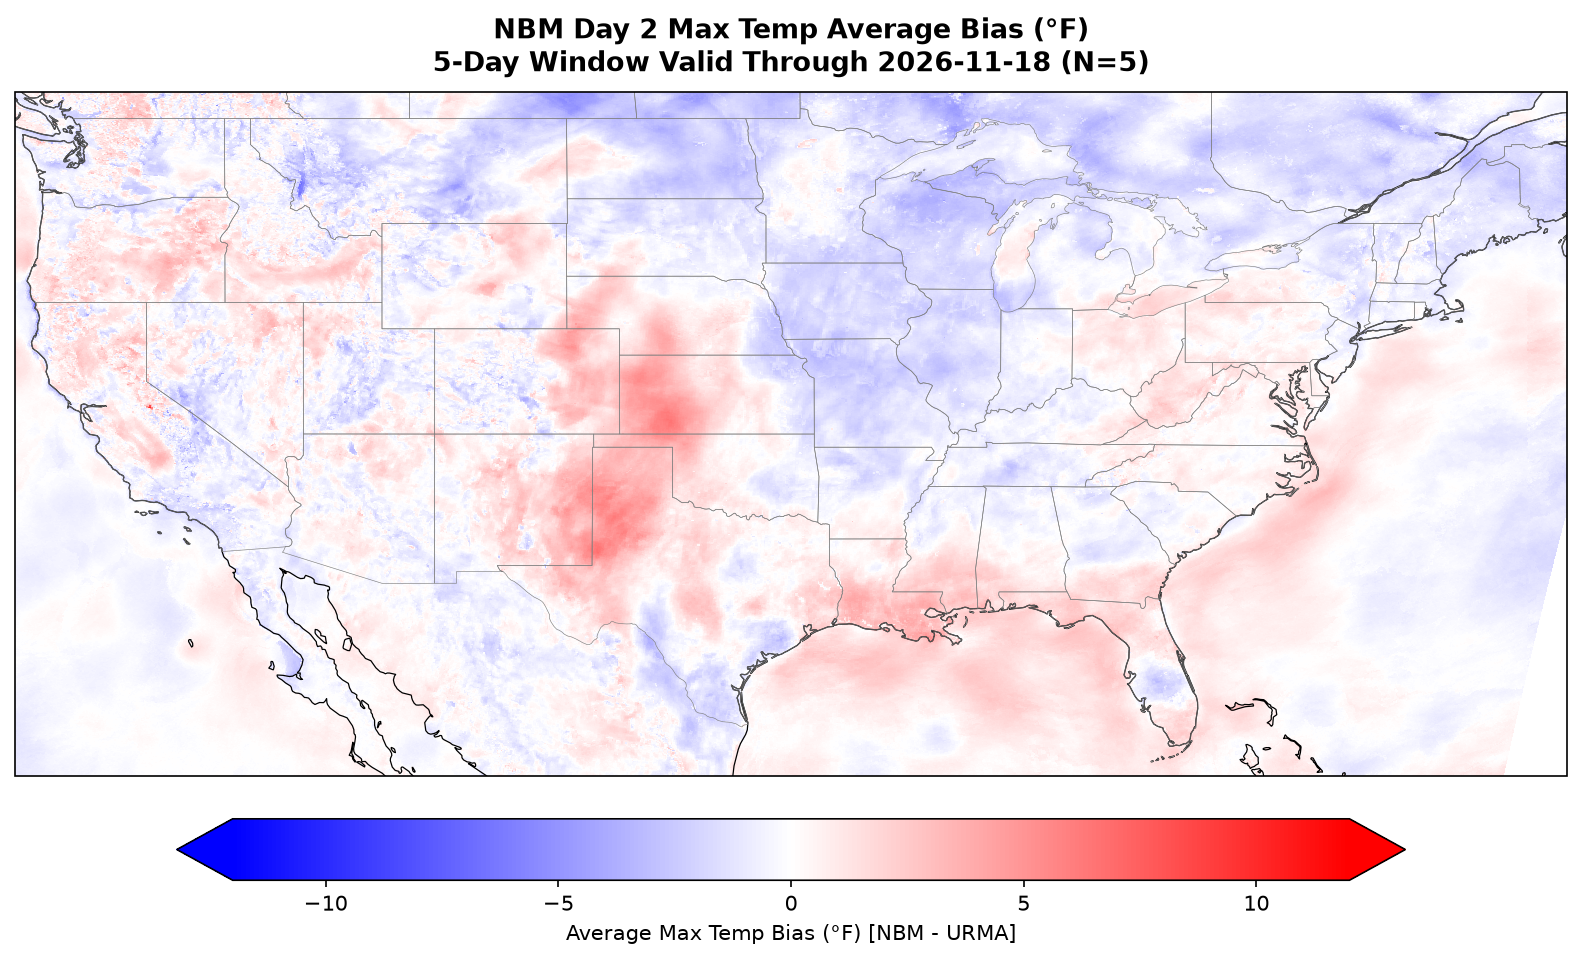 NBM Day 2 Max Temp Average Bias (°F)
5-Day Window Valid Through 2026-11-18 (N=5)
−10
−5
0
5
10
Average Max Temp Bias (°F) [NBM - URMA]